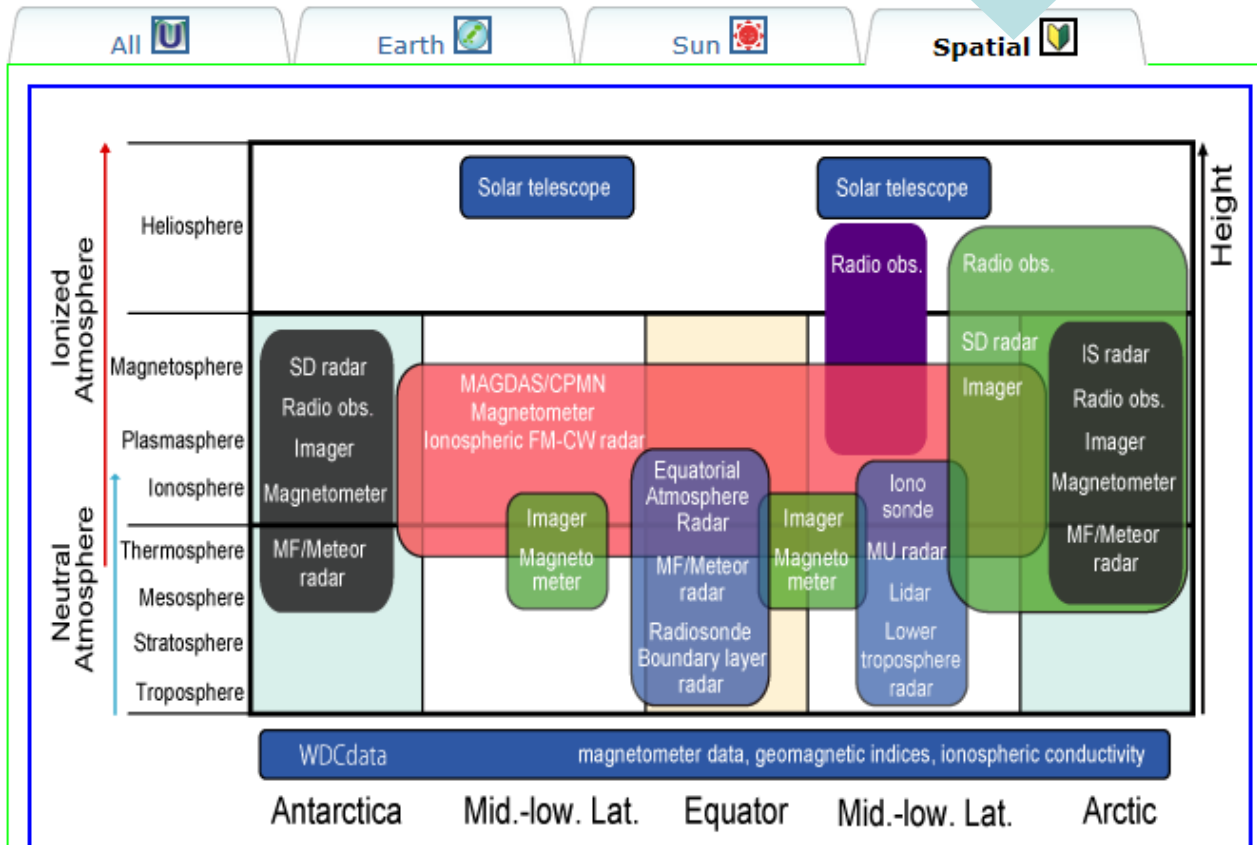 All
Earth
Sun
Spatial
Ionized
Atmosphere
Neutral
Atmosphere
Height
Heliosphere
Magnetosphere
Plasmasphere
Ionosphere
Thermosphere
Mesosphere
Stratosphere
Troposphere
Solar telescope
Solar telescope
Radio obs.
Radio obs.
SD radar
Imager
SD radar
Radio obs.
Imager
Magnetometer
MF/Meteor
radar
MAGDAS/CPMN
Magnetometer
Ionospheric FM-CW radar
Imager
Magneto
meter
Equatorial
Atmosphere
Radar
MF/Meteor
radar
Radiosonde
Boundary layer
radar
Imager
Magneto
meter
Iono
sonde
MU radar
Lidar
Lower
troposphere
radar
IS radar
Radio obs.
Imager
Magnetometer
MF/Meteor
radar
WDCdata
magnetometer data, geomagnetic indices, ionospheric conductivity
Antarctica
Mid.-low. Lat.
Equator
Mid.-low. Lat.
Arctic